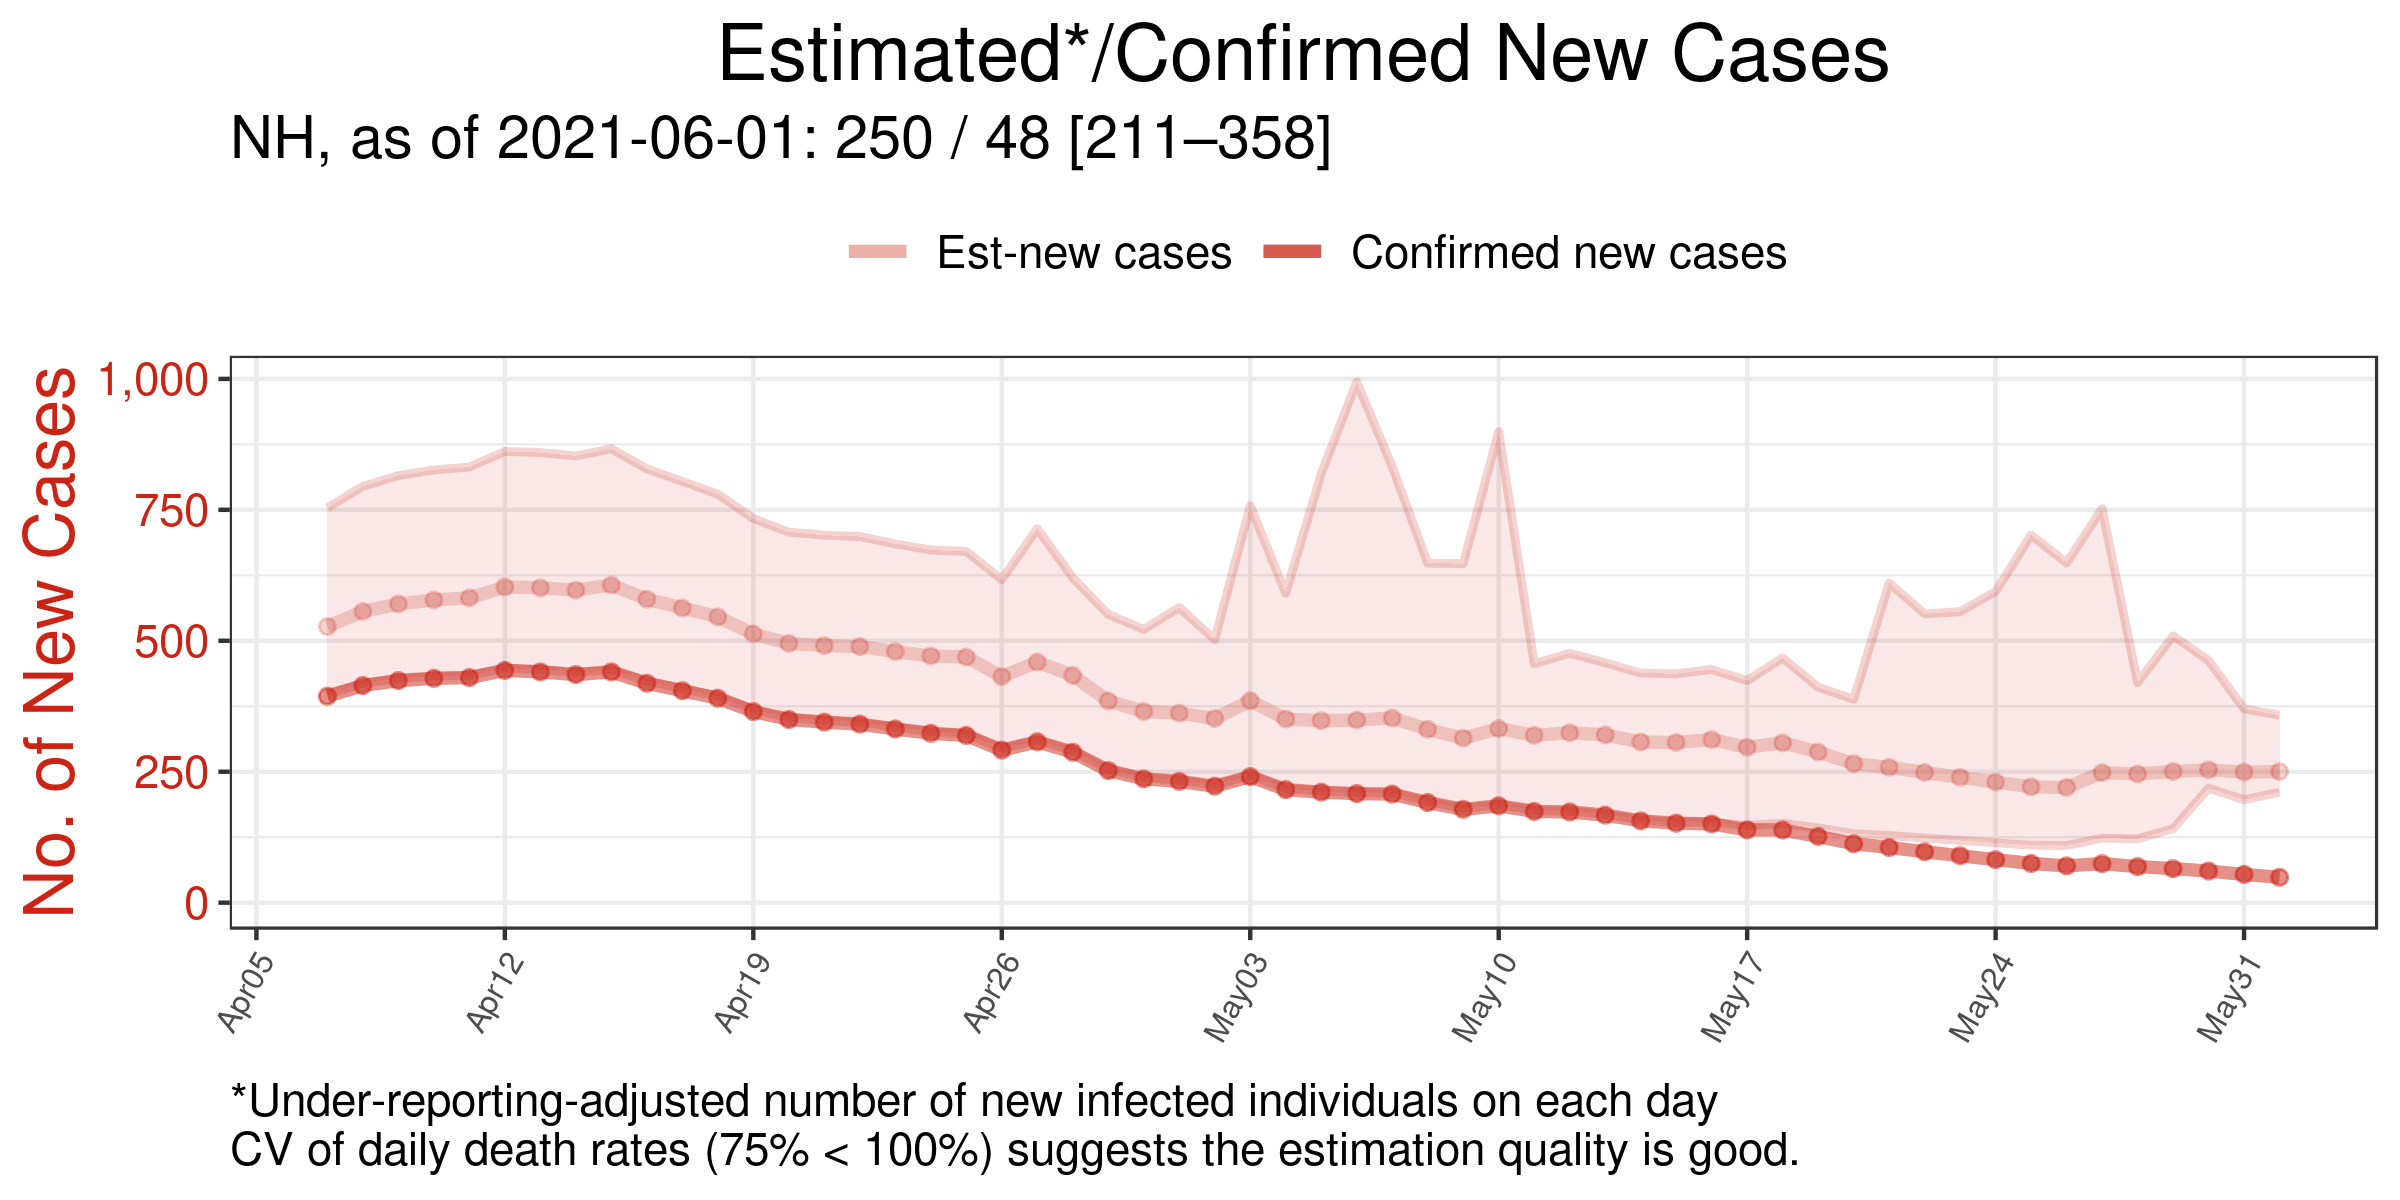 Estimated*/Confirmed New Cases
NH, as of 2021-06-01: 250 / 48 [211–358]
Est-new cases Confirmed new cases
No. of New Cases
1,000
750
500
250
0
Apr05 Apr12 Apr19 Apr26 May03 May10 May17 May24 May31
*Under-reporting-adjusted number of new infected individuals on each day
CV of daily death rates (75% < 100%) suggests the estimation quality is good.